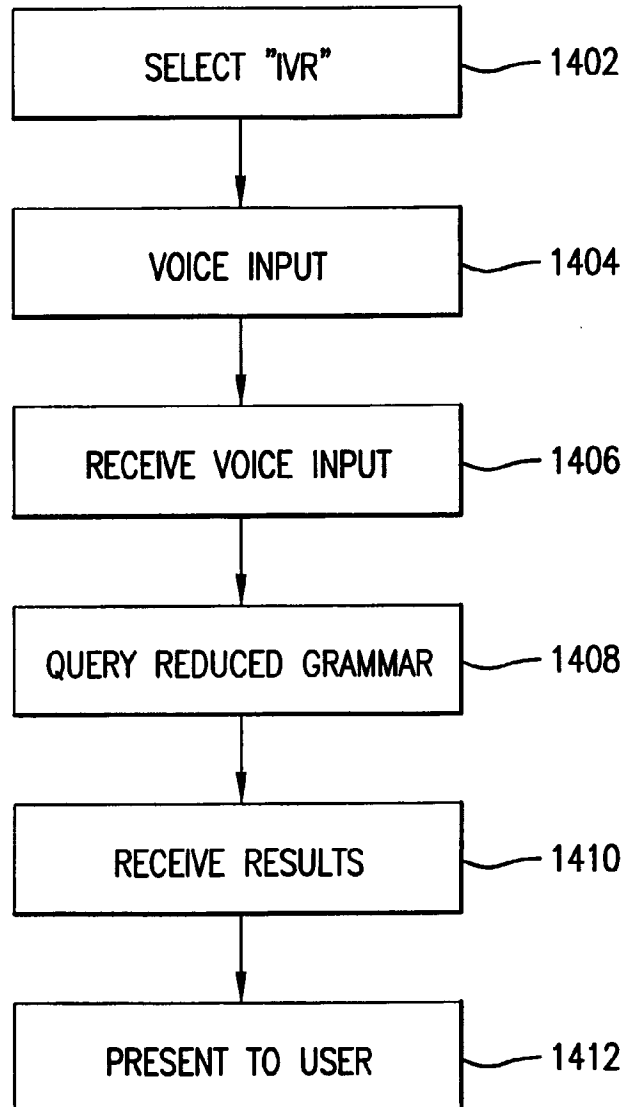 SELECT "IVR" 1402
VOICE INPUT 1404
RECEIVE VOICE INPUT 1406
QUERY REDUCED GRAMMAR 1408
RECEIVE RESULTS 1410
PRESENT TO USER 1412